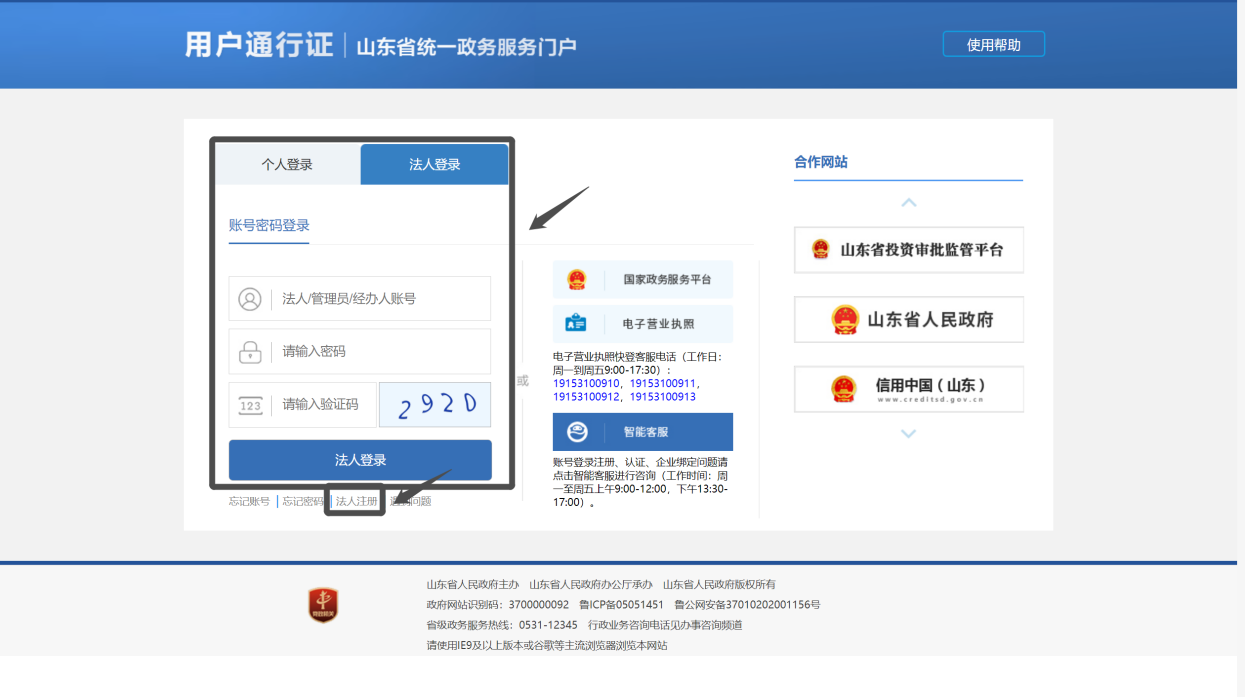 用户通行证 山东省统一政务服务门户
使用帮助
个人登录
法人登录
账号密码登录
法人/管理员/经办人账号
请输入密码
123
请输入验证码
292D
法人登录
忘记账号
忘记密码
法人注册
问题
或
国家政务服务平台
电子营业执照
电子营业执照快登客服电话（工作日：
周一到周五9:00-17:30）：
19153100910，19153100911，
19153100912，19153100913
智能客服
账号登录注册、认证、企业绑定问题请
点击智能客服进行咨询（工作时间：周
一至周五上午9:00-12:00，下午13:30-
17:00）。
合作网站
山东省投资审批监管平台
山东省人民政府
信用中国（山东）
www.creditsd.gov.cn
党政机关
山东省人民政府主办 山东省人民政府办公厅承办 山东省人民政府版权所有
政府网站识别码：3700000092 鲁ICP备05051451 鲁公网安备37010202001156号
省级政务服务热线：0531-12345 行政业务咨询电话见办事咨询频道
请使用IE9及以上版本或谷歌等主流浏览器浏览本网站